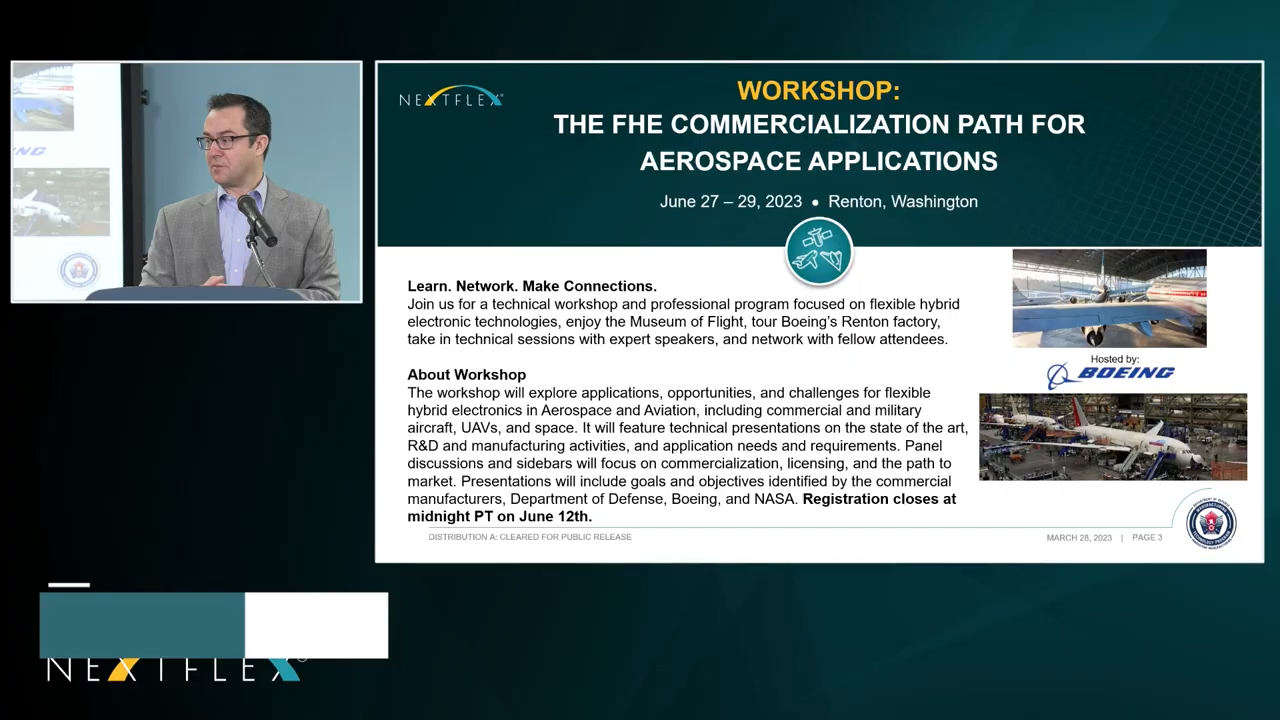 NEXTFLEX
WORKSHOP:
THE FHE COMMERCIALIZATION PATH FOR
AEROSPACE APPLICATIONS
June 27 – 29, 2023 • Renton, Washington
Learn. Network. Make Connections.
Join us for a technical workshop and professional program focused on flexible hybrid
electronic technologies, enjoy the Museum of Flight, tour Boeing's Renton factory,
take in technical sessions with expert speakers, and network with fellow attendees.
About Workshop
The workshop will explore applications, opportunities, and challenges for flexible
hybrid electronics in Aerospace and Aviation, including commercial and military
aircraft, UAVs, and space. It will feature technical presentations on the state of the art,
R&D and manufacturing activities, and application needs and requirements. Panel
discussions and sidebars will focus on commercialization, licensing, and the path to
market. Presentations will include goals and objectives identified by the commercial
manufacturers, Department of Defense, Boeing, and NASA. Registration closes at
midnight PT on June 12th.
Hosted by:
BOEING
DISTRIBUTION A: CLEARED FOR PUBLIC RELEASE
MARCH 28, 2023 | PAGE 3
NG
NEXTFLEX